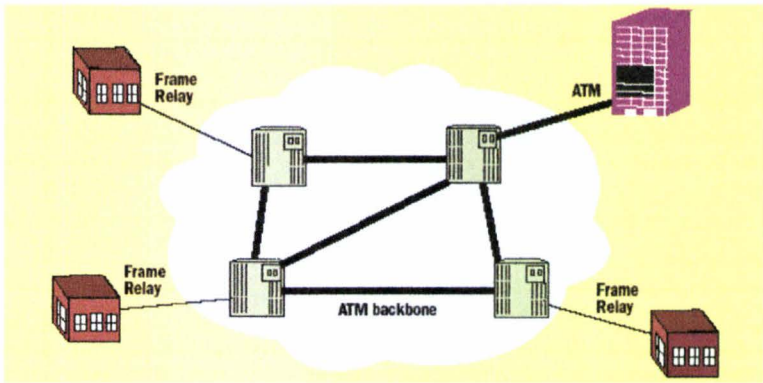 Frame
Relay
ATM
Frame
Relay
ATM backbone
Frame
Relay